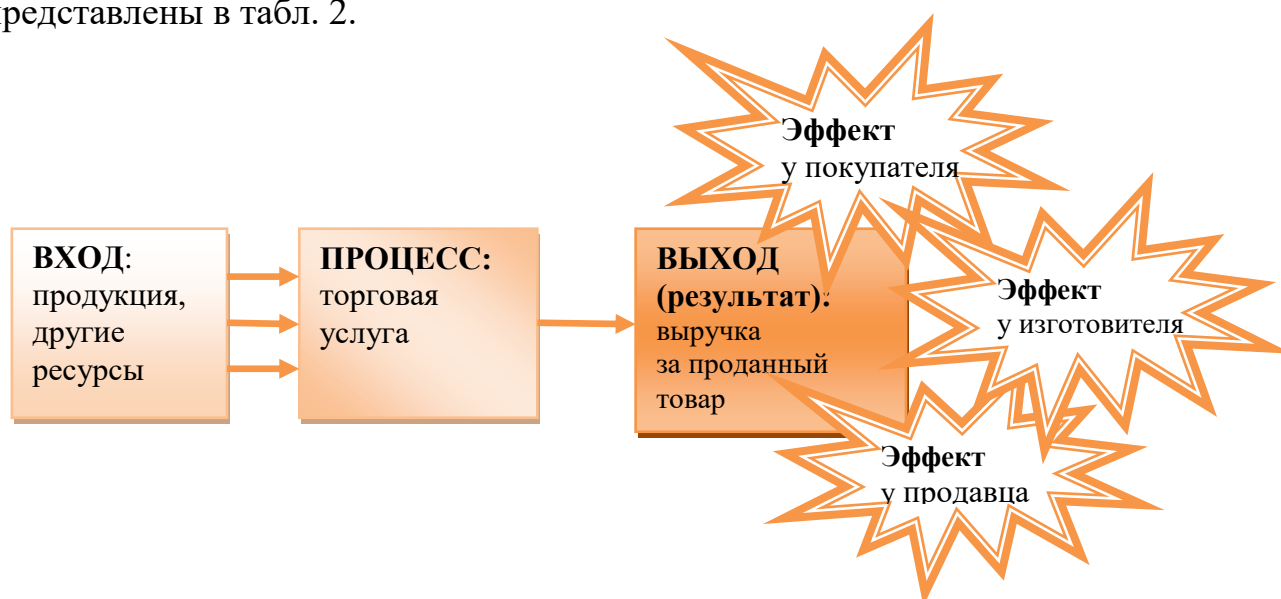 представлены в табл. 2.
ВХОД:
продукция,
другие
ресурсы
ПРОЦЕСС:
торговая
услуга
ВЫХОД
(результат):
выручка
за проданный
товар
Эффект
у покупателя
Эффект
у изготовителя
Эффект
у продавца